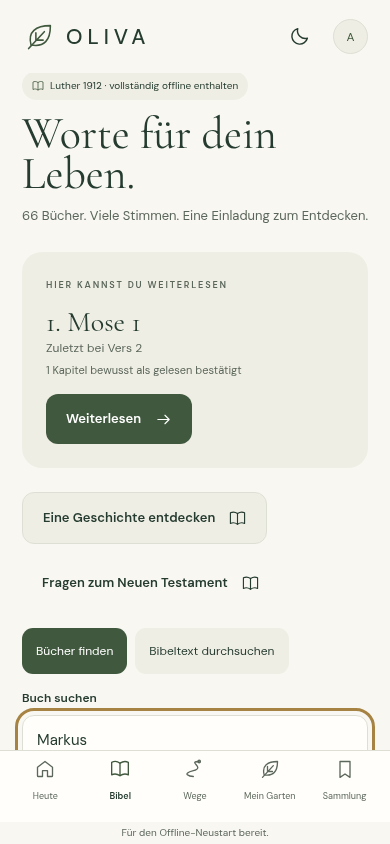 OLIVA
A
Luther 1912 · vollständig offline enthalten
Worte für dein
Leben.
66 Bücher. Viele Stimmen. Eine Einladung zum Entdecken.
HIER KANNST DU WEITERLESEN
1. Mose 1
Zuletzt bei Vers 2
1 Kapitel bewusst als gelesen bestätigt
Weiterlesen
Eine Geschichte entdecken
Fragen zum Neuen Testament
Bücher finden
Bibeltext durchsuchen
Buch suchen
Markus
Heute
Bibel
Wege
Mein Garten
Sammlung
Für den Offline-Neustart bereit.